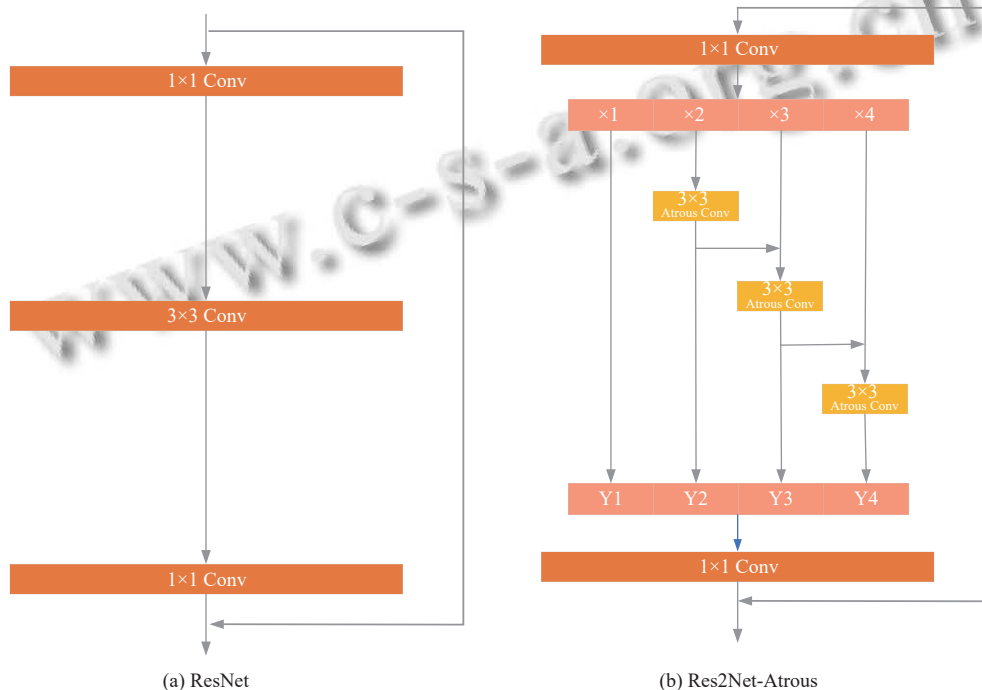 1×1 Conv
3×3 Conv
1×1 Conv
(a) ResNet
1×1 Conv
×1 ×2 ×3 ×4
3×3
Atrous Conv
3×3
Atrous Conv
3×3
Atrous Conv
Y1 Y2 Y3 Y4
1×1 Conv
(b) Res2Net-Atrous
www.c-s-a.org.cn